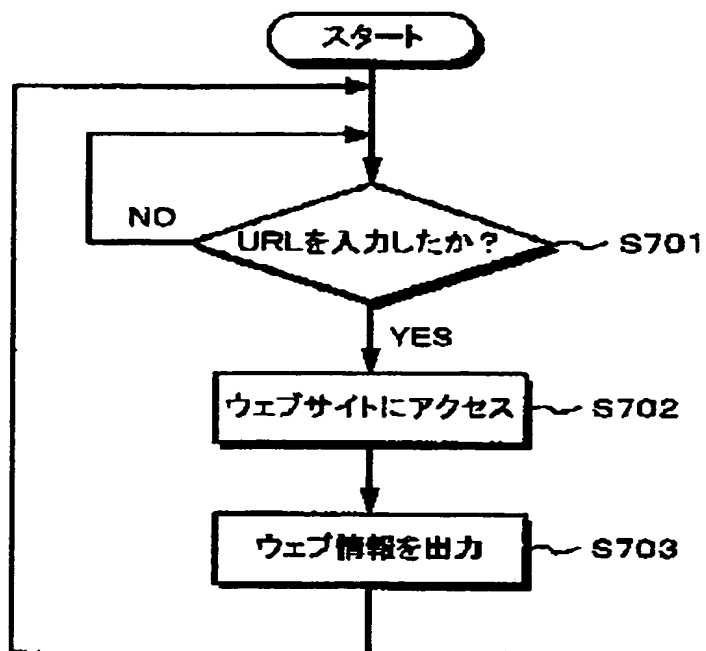 スタート
NO
URLを入力したか?
S701
YES
ウェブサイトにアクセス
S702
ウェブ情報を出力
S703